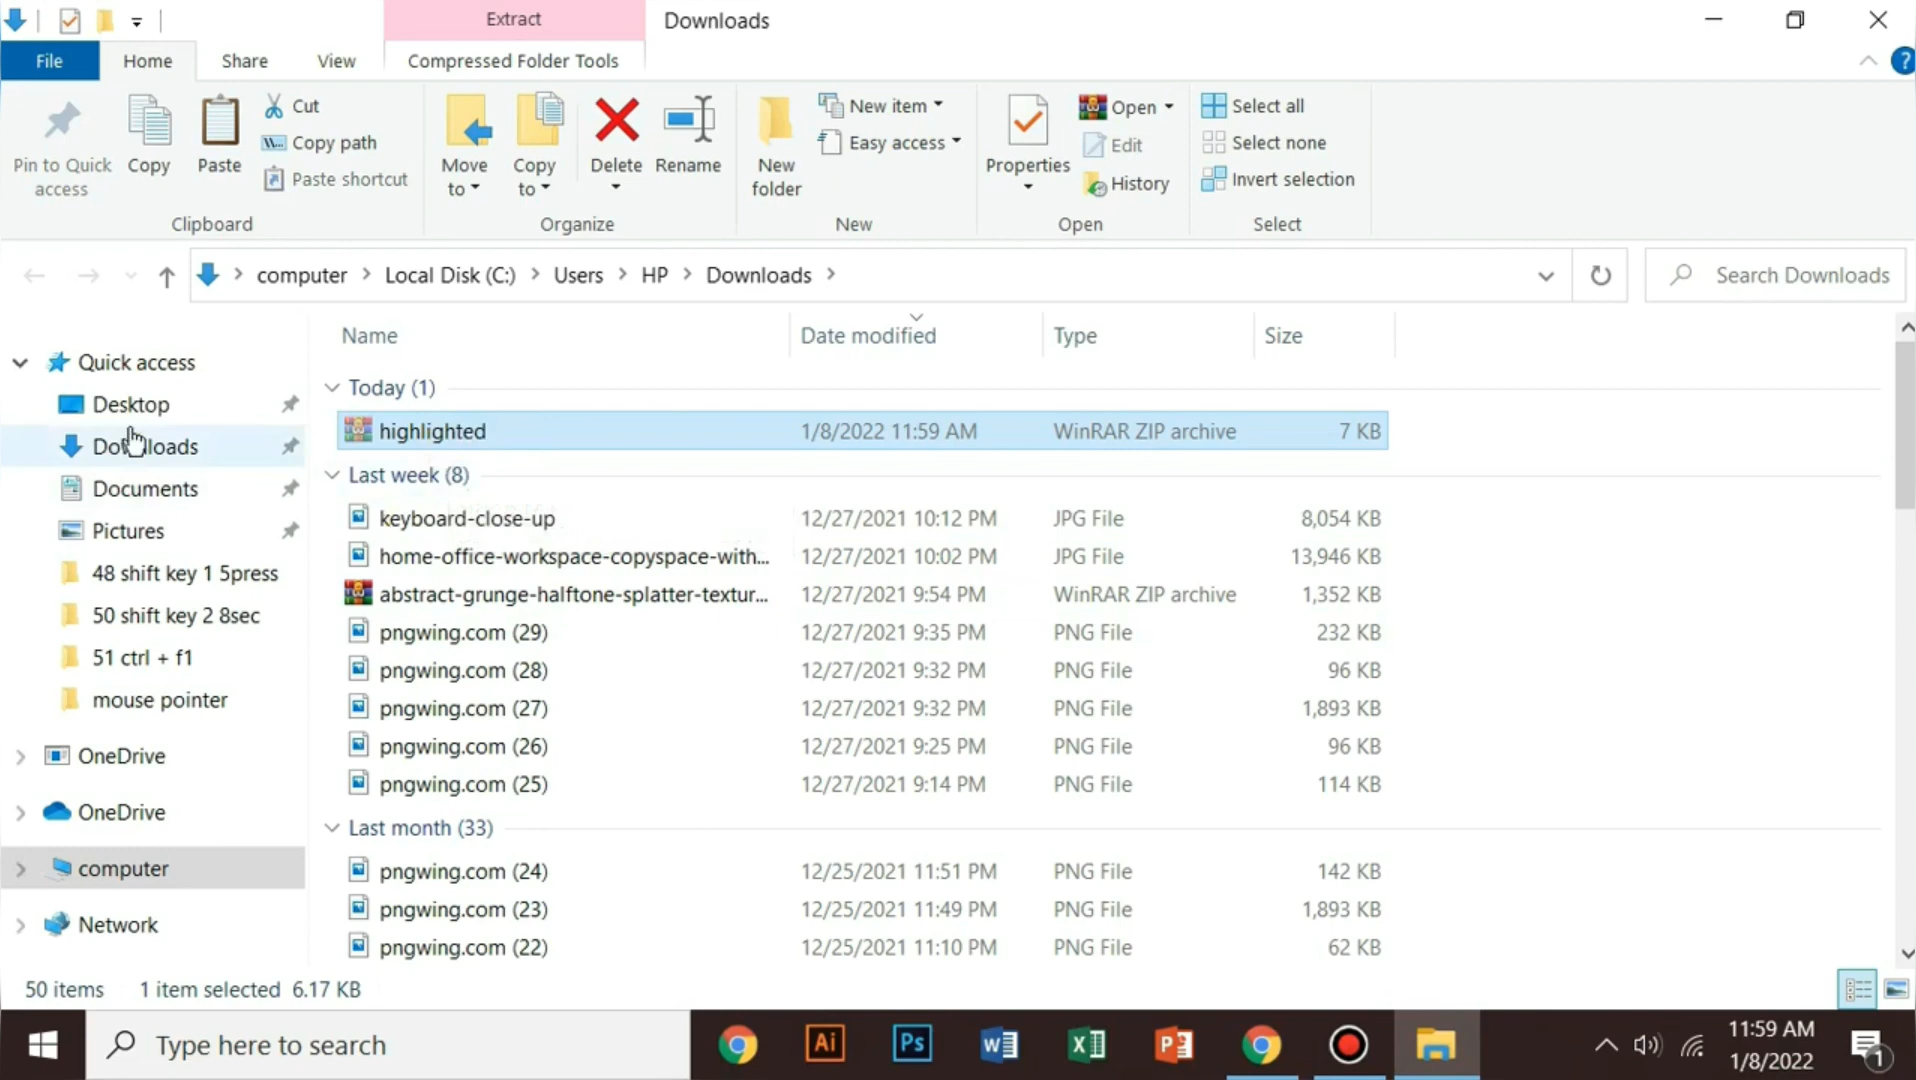 Extract
Downloads
File
Home
Share
View
Compressed Folder Tools
Pin to Quick access
Copy
Paste
Cut
Copy path
Paste shortcut
Clipboard
Move to
Copy to
Delete
Rename
Organize
New folder
New item
Easy access
New
Properties
Open
Edit
History
Open
Select all
Select none
Invert selection
Select
computer
Local Disk (C:)
Users
HP
Downloads
Search Downloads
Quick access
Desktop
Downloads
Documents
Pictures
48 shift key 1 5press
50 shift key 2 8sec
51 ctrl + f1
mouse pointer
OneDrive
OneDrive
computer
Network
Name Date modified Type Size
Today (1)
highlighted 1/8/2022 11:59 AM WinRAR ZIP archive 7 KB
Last week (8)
keyboard-close-up 12/27/2021 10:12 PM JPG File 8,054 KB
home-office-workspace-copyspace-with... 12/27/2021 10:02 PM JPG File 13,946 KB
abstract-grunge-halftone-splatter-textur... 12/27/2021 9:54 PM WinRAR ZIP archive 1,352 KB
pngwing.com (29) 12/27/2021 9:35 PM PNG File 232 KB
pngwing.com (28) 12/27/2021 9:32 PM PNG File 96 KB
pngwing.com (27) 12/27/2021 9:32 PM PNG File 1,893 KB
pngwing.com (26) 12/27/2021 9:25 PM PNG File 96 KB
pngwing.com (25) 12/27/2021 9:14 PM PNG File 114 KB
Last month (33)
pngwing.com (24) 12/25/2021 11:51 PM PNG File 142 KB
pngwing.com (23) 12/25/2021 11:49 PM PNG File 1,893 KB
pngwing.com (22) 12/25/2021 11:10 PM PNG File 62 KB
50 items 1 item selected 6.17 KB
Type here to search
Ai
Ps
11:59 AM
1/8/2022
1